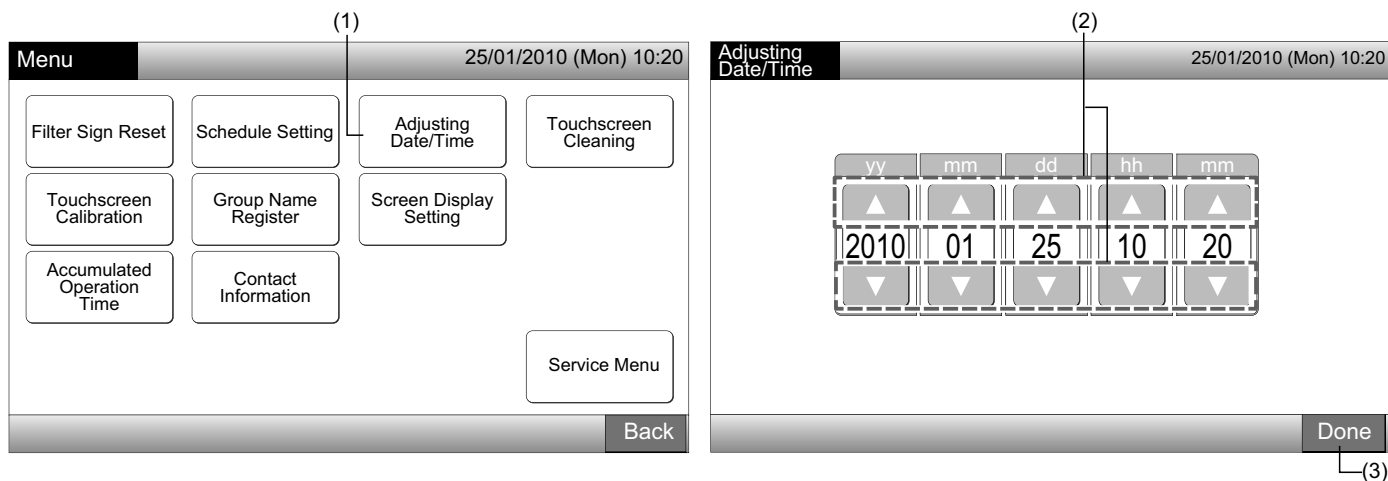 (1)
Menu
25/01/2010 (Mon) 10:20
Filter Sign Reset
Schedule Setting
Adjusting
Date/Time
Touchscreen
Cleaning
Touchscreen
Calibration
Group Name
Register
Screen Display
Setting
Accumulated
Operation
Time
Contact
Information
Service Menu
Back
(2)
Adjusting
Date/Time
25/01/2010 (Mon) 10:20
yy mm dd hh mm
2010 01 25 10 20
Done
(3)